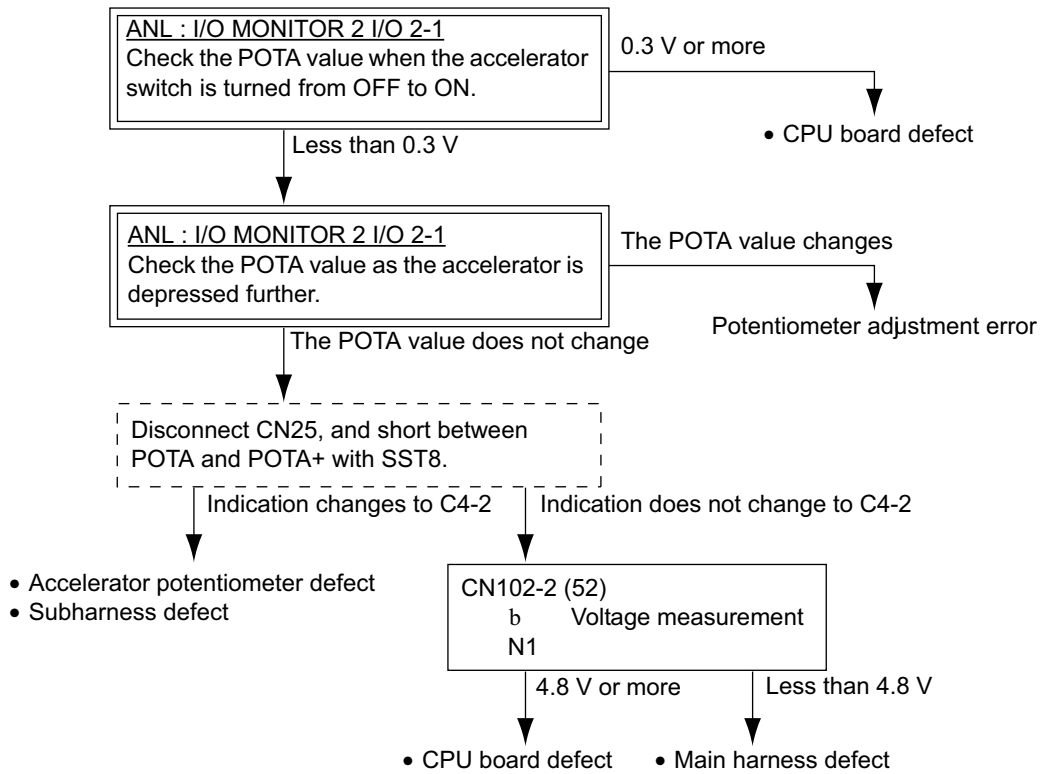 ANL : I/O MONITOR 2 I/O 2-1
Check the POTA value when the accelerator
switch is turned from OFF to ON.
0.3 V or more
• CPU board defect
Less than 0.3 V
ANL : I/O MONITOR 2 I/O 2-1
Check the POTA value as the accelerator is
depressed further.
The POTA value changes
Potentiometer adjustment error
The POTA value does not change
Disconnect CN25, and short between
POTA and POTA+ with SST8.
Indication changes to C4-2
Indication does not change to C4-2
• Accelerator potentiometer defect
• Subharness defect
CN102-2 (52)
b Voltage measurement
N1
4.8 V or more
Less than 4.8 V
• CPU board defect
• Main harness defect